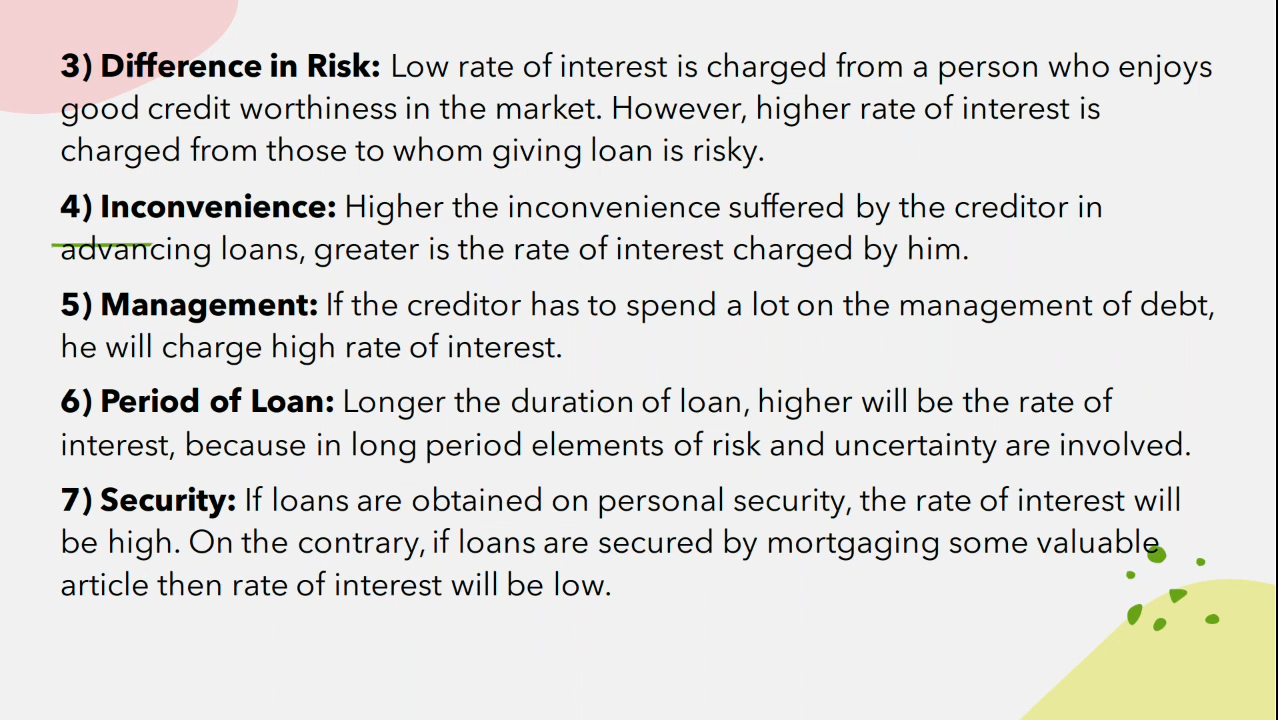 3) Difference in Risk: Low rate of interest is charged from a person who enjoys
good credit worthiness in the market. However, higher rate of interest is
charged from those to whom giving loan is risky.
4) Inconvenience: Higher the inconvenience suffered by the creditor in
advancing loans, greater is the rate of interest charged by him.
5) Management: If the creditor has to spend a lot on the management of debt,
he will charge high rate of interest.
6) Period of Loan: Longer the duration of loan, higher will be the rate of
interest, because in long period elements of risk and uncertainty are involved.
7) Security: If loans are obtained on personal security, the rate of interest will
be high. On the contrary, if loans are secured by mortgaging some valuable
article then rate of interest will be low.